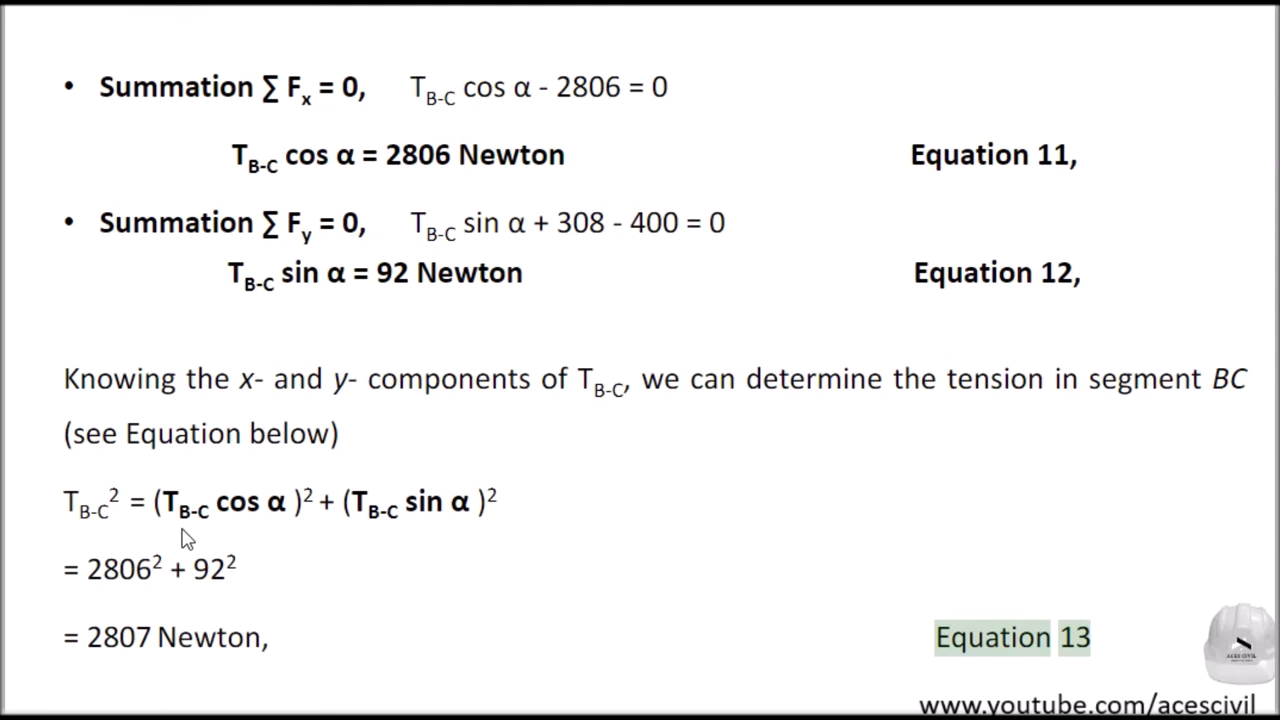 • Summation ∑ Fx = 0, TB-C cos α - 2806 = 0
TB-C cos α = 2806 Newton Equation 11,
• Summation ∑ Fy = 0, TB-C sin α + 308 - 400 = 0
TB-C sin α = 92 Newton Equation 12,
Knowing the x- and y- components of TB-C, we can determine the tension in segment BC
(see Equation below)
TB-C² = (TB-C cos α )² + (TB-C sin α )²
= 2806² + 92²
= 2807 Newton, Equation 13
ACES CIVIL
www.youtube.com/acescivil